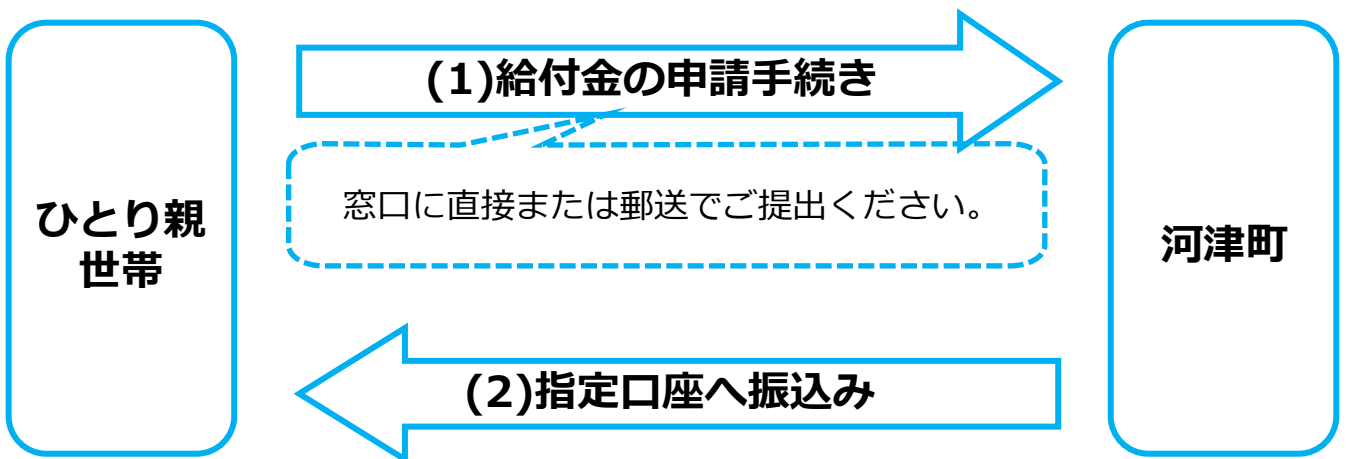 ひとり親
世帯
(1)給付金の申請手続き
窓口に直接または郵送でご提出ください。
(2)指定口座へ振込み
河津町